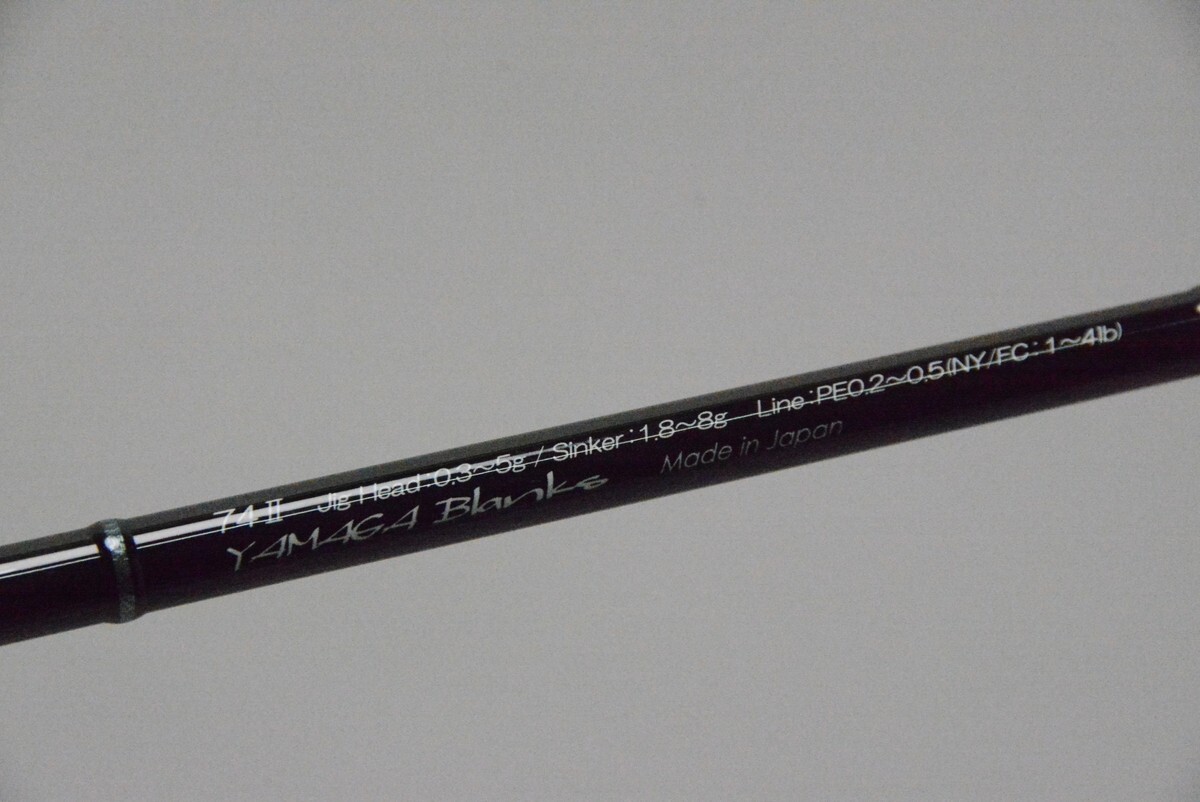 74 II Jig Head:0.3~5g / Sinker:1.8~8g Line:PE0.2~0.5(NY/FC:1~4lb)
YAMAGA Blanks Made in Japan